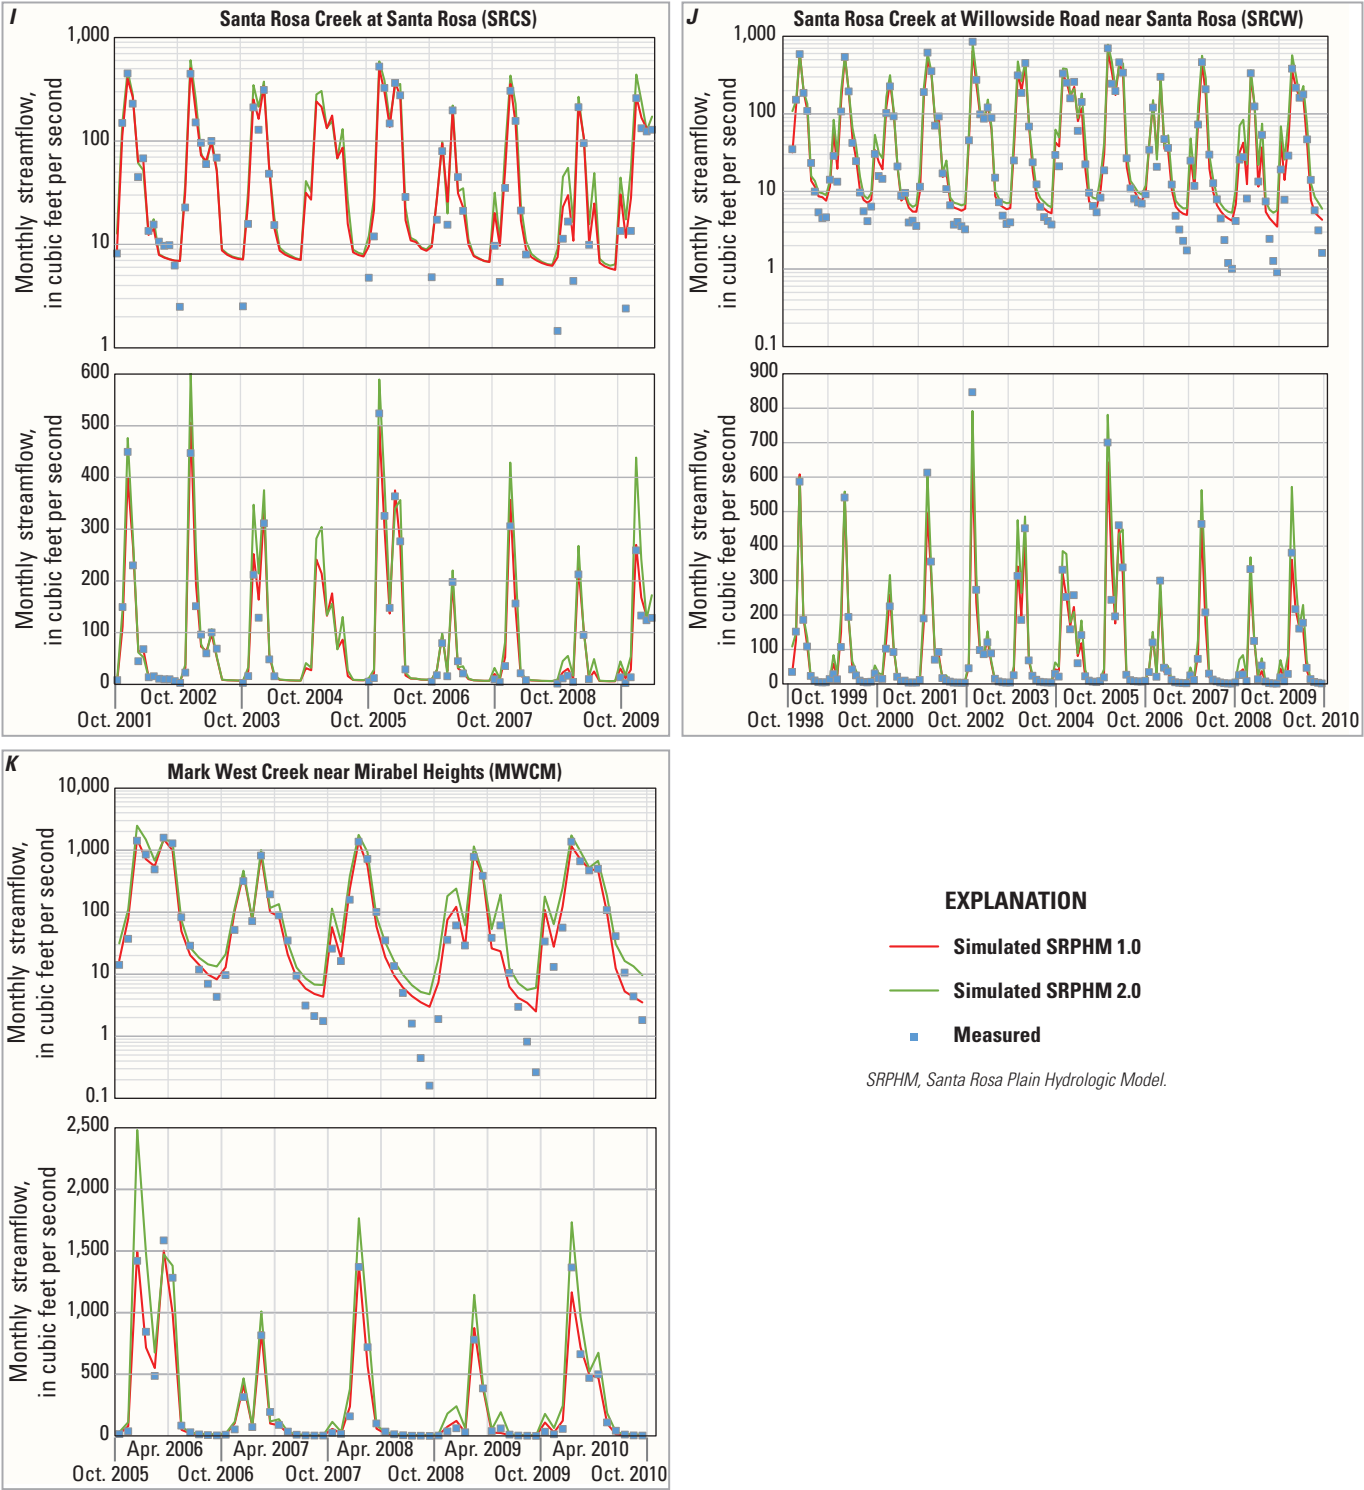 I
Santa Rosa Creek at Santa Rosa (SRCS)
Monthly streamflow,
in cubic feet per second
1,000
100
10
1
Monthly streamflow,
in cubic feet per second
600
500
400
300
200
100
0
Oct. 2002
Oct. 2004
Oct. 2006
Oct. 2008
Oct. 2001
Oct. 2003
Oct. 2005
Oct. 2007
Oct. 2009
J
Santa Rosa Creek at Willowside Road near Santa Rosa (SRCW)
Monthly streamflow,
in cubic feet per second
1,000
100
10
1
0.1
Monthly streamflow,
in cubic feet per second
900
800
700
600
500
400
300
200
100
0
Oct. 1999
Oct. 2001
Oct. 2003
Oct. 2005
Oct. 2007
Oct. 2009
Oct. 1998
Oct. 2000
Oct. 2002
Oct. 2004
Oct. 2006
Oct. 2008
Oct. 2010
K
Mark West Creek near Mirabel Heights (MWCM)
Monthly streamflow,
in cubic feet per second
10,000
1,000
100
10
1
0.1
Monthly streamflow,
in cubic feet per second
2,500
2,000
1,500
1,000
500
0
Apr. 2006
Apr. 2007
Apr. 2008
Apr. 2009
Apr. 2010
Oct. 2005
Oct. 2006
Oct. 2007
Oct. 2008
Oct. 2009
Oct. 2010
EXPLANATION
Simulated SRPHM 1.0
Simulated SRPHM 2.0
Measured
SRPHM, Santa Rosa Plain Hydrologic Model.